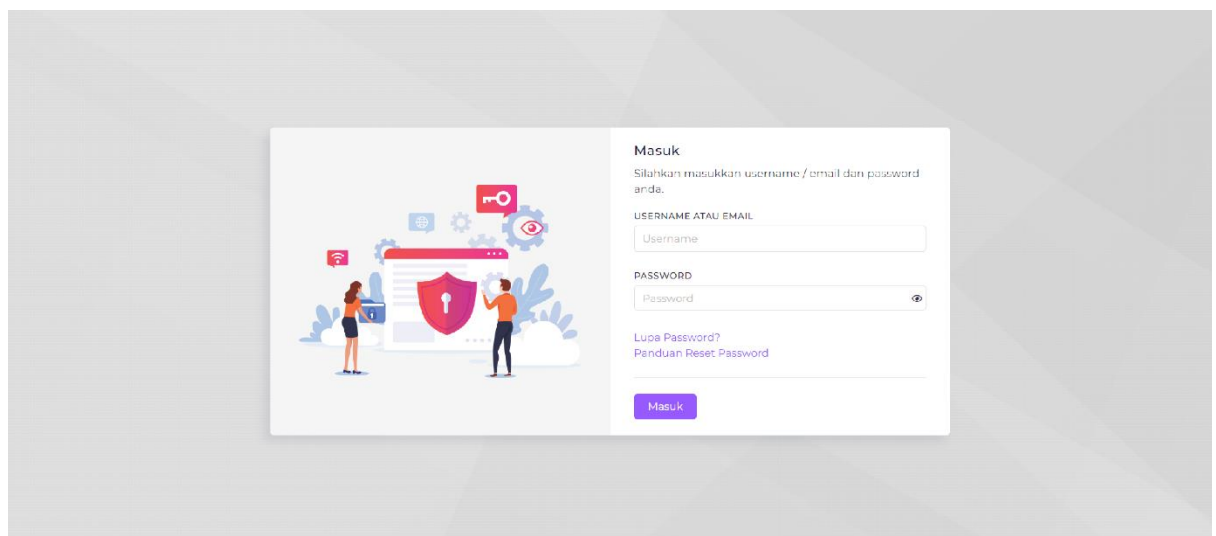 Masuk
Silahkan masukkan username / email dan password
anda.
USERNAME ATAU EMAIL
Username
PASSWORD
Password
Lupa Password?
Panduan Reset Password
Masuk